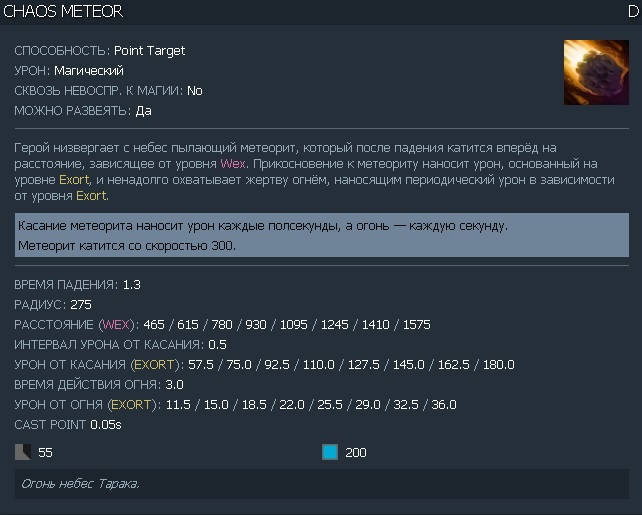 CHAOS METEOR D
СПОСОБНОСТЬ: Point Target
УРОН: Магический
СКВОЗЬ НЕВОСПР. К МАГИИ: No
МОЖНО РАЗВЕЯТЬ: Да
Герой низвергает с небес пылающий метеорит, который после падения катится вперёд на
расстояние, зависящее от уровня Wex. Прикосновение к метеориту наносит урон, основанный на
уровне Exort, и ненадолго охватывает жертву огнём, наносящим периодический урон в зависимости
от уровня Exort.
Касание метеорита наносит урон каждые полсекунды, а огонь — каждую секунду.
Метеорит катится со скоростью 300.
ВРЕМЯ ПАДЕНИЯ: 1.3
РАДИУС: 275
РАССТОЯНИЕ (WEX): 465 / 615 / 780 / 930 / 1095 / 1245 / 1410 / 1575
ИНТЕРВАЛ УРОНА ОТ КАСАНИЯ: 0.5
УРОН ОТ КАСАНИЯ (EXORT): 57.5 / 75.0 / 92.5 / 110.0 / 127.5 / 145.0 / 162.5 / 180.0
ВРЕМЯ ДЕЙСТВИЯ ОГНЯ: 3.0
УРОН ОТ ОГНЯ (EXORT): 11.5 / 15.0 / 18.5 / 22.0 / 25.5 / 29.0 / 32.5 / 36.0
CAST POINT 0.05s
55 200
Огонь небес Тарака.